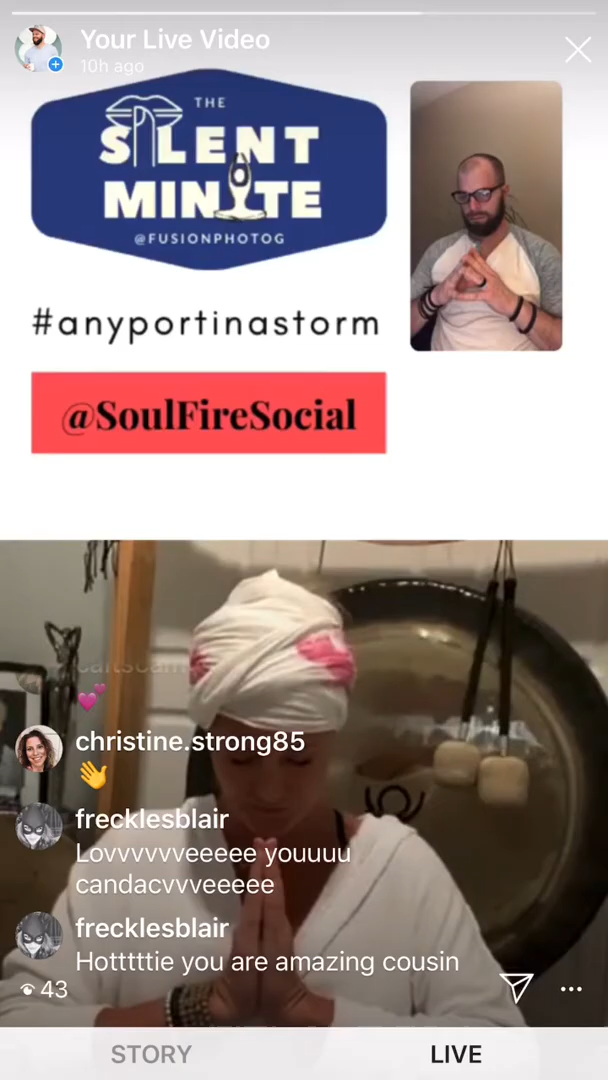 Your Live Video
10h ago
THE
SILENT
MINUTE
@FUSIONPHOTOG
#anyportinastorm
@SoulFireSocial
christine.strong85
👋
frecklesblair
Lovvvvvveeeee youuuu
candacvvveeeee
frecklesblair
Hotttttie you are amazing cousin
43
STORY
LIVE